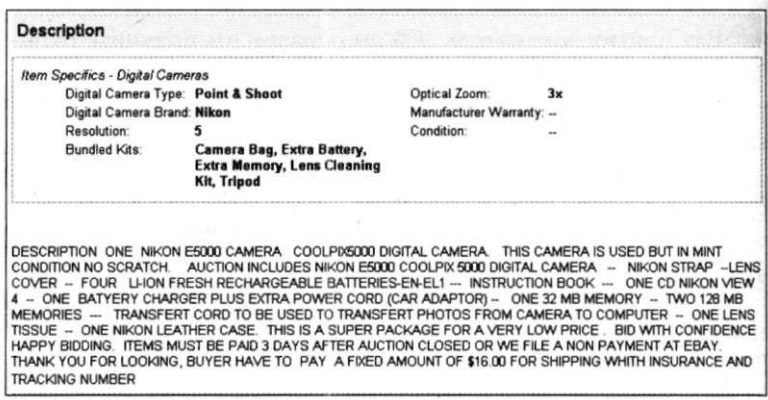 Description
Item Specifics - Digital Cameras
Digital Camera Type: Point & Shoot Optical Zoom: 3x
Digital Camera Brand: Nikon Manufacturer Warranty: --
Resolution: 5 Condition: --
Bundled Kits: Camera Bag, Extra Battery,
Extra Memory, Lens Cleaning
Kit, Tripod
DESCRIPTION ONE NIKON E5000 CAMERA COOLPIX5000 DIGITAL CAMERA. THIS CAMERA IS USED BUT IN MINT
CONDITION NO SCRATCH. AUCTION INCLUDES NIKON E5000 COOLPIX 5000 DIGITAL CAMERA -- NIKON STRAP --LENS
COVER -- FOUR LI-ION FRESH RECHARGEABLE BATTERIES-EN-EL1 --- INSTRUCTION BOOK --- ONE CD NIKON VIEW
4 -- ONE BATYERY CHARGER PLUS EXTRA POWER CORD (CAR ADAPTOR) -- ONE 32 MB MEMORY -- TWO 128 MB
MEMORIES --- TRANSFERT CORD TO BE USED TO TRANSFERT PHOTOS FROM CAMERA TO COMPUTER -- ONE LENS
TISSUE -- ONE NIKON LEATHER CASE. THIS IS A SUPER PACKAGE FOR A VERY LOW PRICE . BID WITH CONFIDENCE
HAPPY BIDDING. ITEMS MUST BE PAID 3 DAYS AFTER AUCTION CLOSED OR WE FILE A NON PAYMENT AT EBAY.
THANK YOU FOR LOOKING, BUYER HAVE TO PAY A FIXED AMOUNT OF $16.00 FOR SHIPPING WHITH INSURANCE AND
TRACKING NUMBER